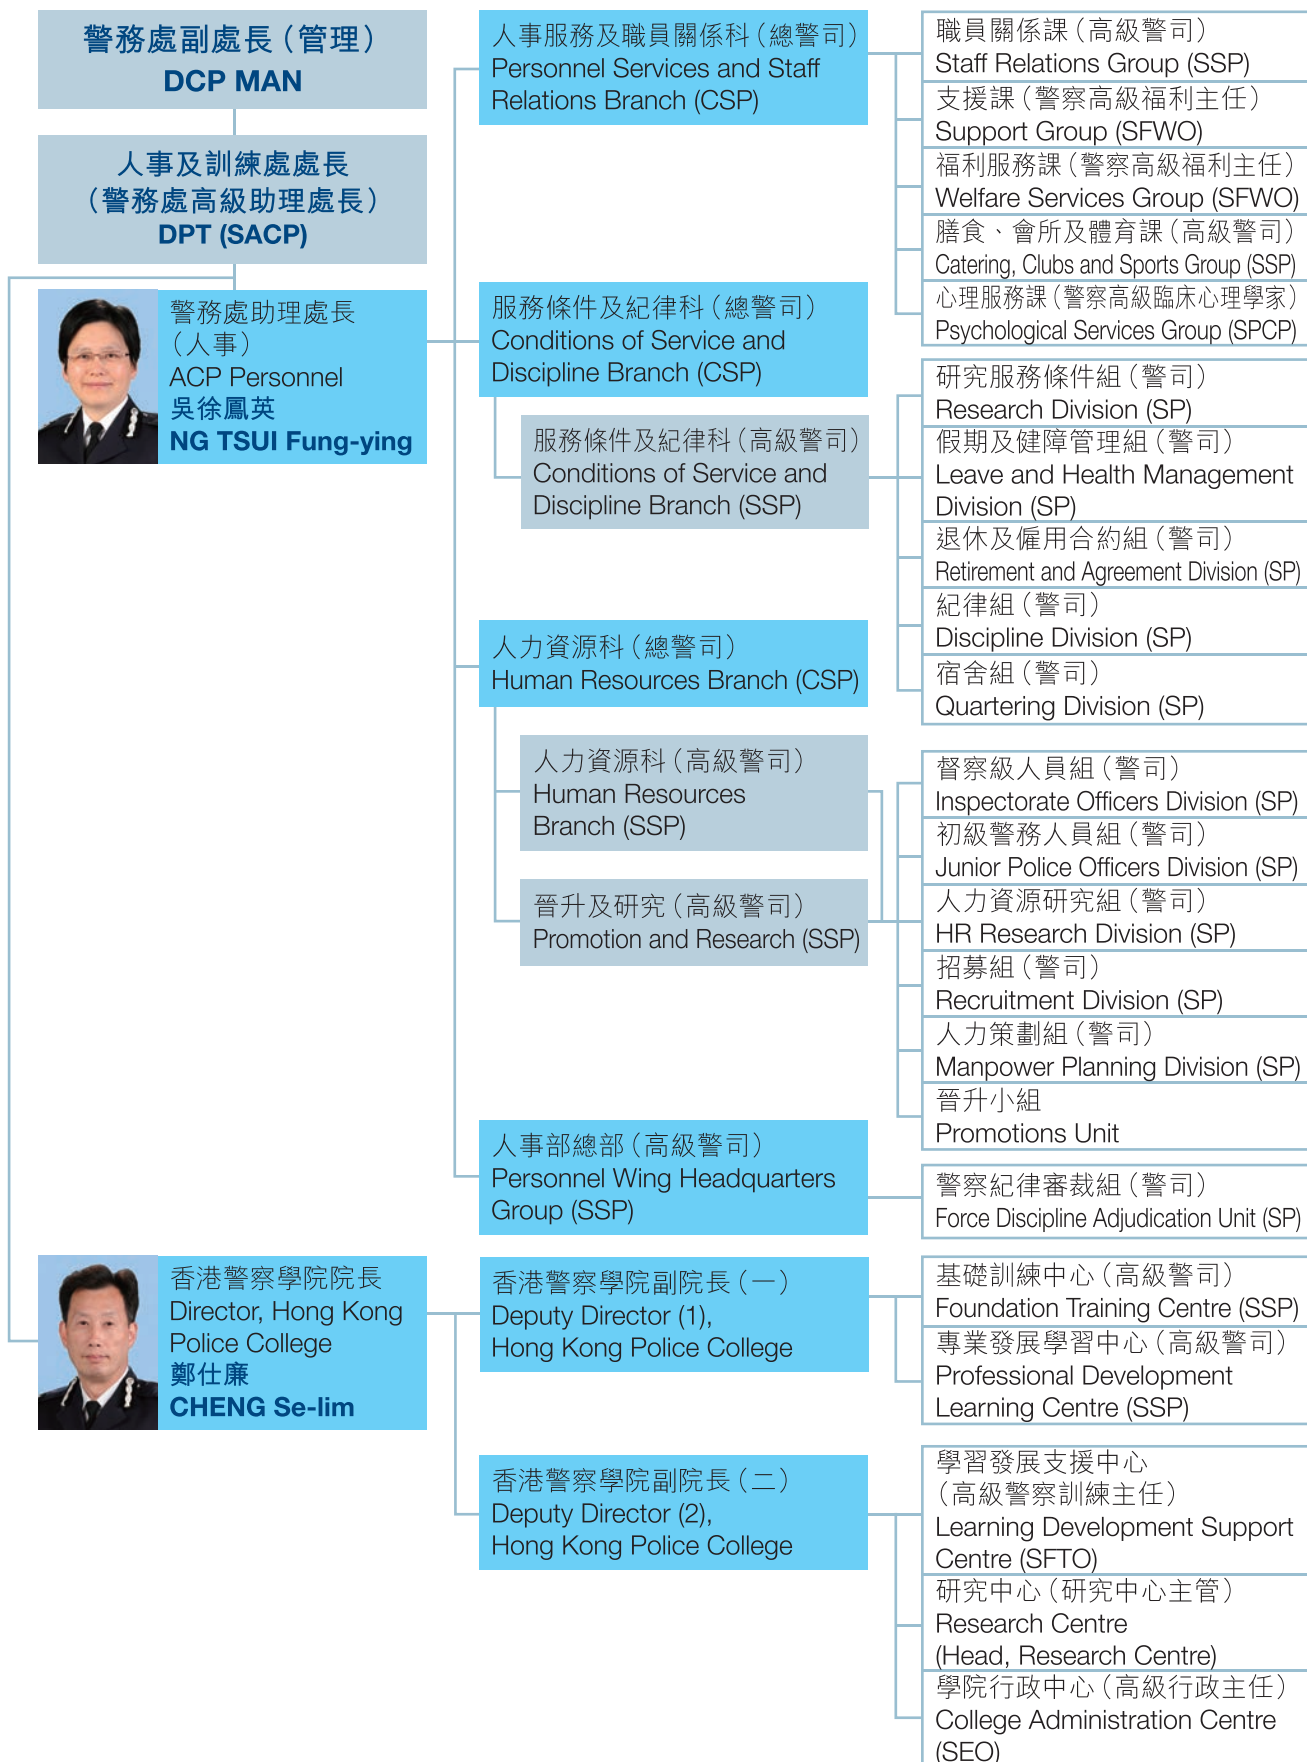 警務處副處長（管理）
DCP MAN
人事及訓練處處長
（警務處高級助理處長）
DPT (SACP)
警務處助理處長
（人事）
ACP Personnel
吳徐鳳英
NG TSUI Fung-ying
人事服務及職員關係科（總警司）
Personnel Services and Staff
Relations Branch (CSP)
職員關係課（高級警司）
Staff Relations Group (SSP)
支援課（警察高級福利主任）
Support Group (SFWO)
福利服務課（警察高級福利主任）
Welfare Services Group (SFWO)
膳食、會所及體育課（高級警司）
Catering, Clubs and Sports Group (SSP)
心理服務課（警察高級臨床心理學家）
Psychological Services Group (SPCP)
服務條件及紀律科（總警司）
Conditions of Service and
Discipline Branch (CSP)
服務條件及紀律科（高級警司）
Conditions of Service and
Discipline Branch (SSP)
研究服務條件組（警司）
Research Division (SP)
假期及健障管理組（警司）
Leave and Health Management
Division (SP)
退休及僱用合約組（警司）
Retirement and Agreement Division (SP)
紀律組（警司）
Discipline Division (SP)
宿舍組（警司）
Quartering Division (SP)
人力資源科（總警司）
Human Resources Branch (CSP)
人力資源科（高級警司）
Human Resources
Branch (SSP)
晉升及研究（高級警司）
Promotion and Research (SSP)
督察級人員組（警司）
Inspectorate Officers Division (SP)
初級警務人員組（警司）
Junior Police Officers Division (SP)
人力資源研究組（警司）
HR Research Division (SP)
招募組（警司）
Recruitment Division (SP)
人力策劃組（警司）
Manpower Planning Division (SP)
晉升小組
Promotions Unit
人事部總部（高級警司）
Personnel Wing Headquarters
Group (SSP)
警察紀律審裁組（警司）
Force Discipline Adjudication Unit (SP)
香港警察學院院長
Director, Hong Kong
Police College
鄭仕廉
CHENG Se-lim
香港警察學院副院長（一）
Deputy Director (1),
Hong Kong Police College
基礎訓練中心（高級警司）
Foundation Training Centre (SSP)
專業發展學習中心（高級警司）
Professional Development
Learning Centre (SSP)
香港警察學院副院長（二）
Deputy Director (2),
Hong Kong Police College
學習發展支援中心
（高級警察訓練主任）
Learning Development Support
Centre (SFTO)
研究中心（研究中心主管）
Research Centre
(Head, Research Centre)
學院行政中心（高級行政主任）
College Administration Centre
(SEO)